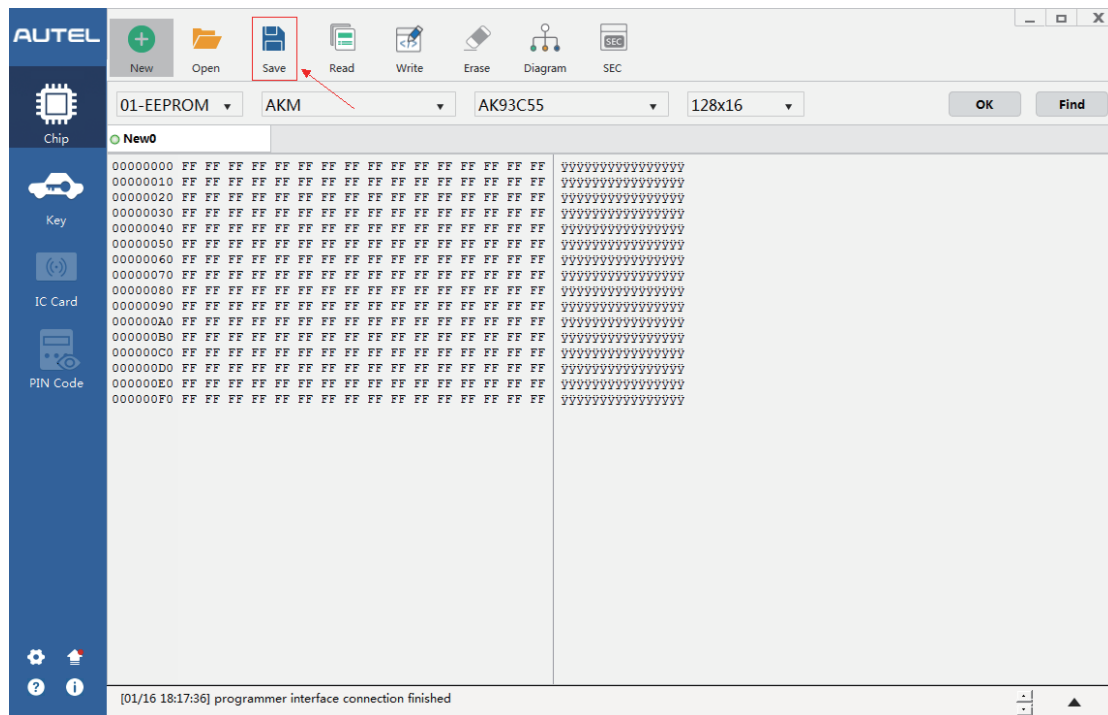 AUTEL
New Open Save Read Write Erase Diagram SEC
SEC
01-EEPROM AKM AK93C55 128x16 OK Find
Chip
New0
Key
IC Card
PIN Code
00000000 FF FF FF FF FF FF FF FF FF FF FF FF FF FF FF FF ÿÿÿÿÿÿÿÿÿÿÿÿÿÿÿÿ
00000010 FF FF FF FF FF FF FF FF FF FF FF FF FF FF FF FF ÿÿÿÿÿÿÿÿÿÿÿÿÿÿÿÿ
00000020 FF FF FF FF FF FF FF FF FF FF FF FF FF FF FF FF ÿÿÿÿÿÿÿÿÿÿÿÿÿÿÿÿ
00000030 FF FF FF FF FF FF FF FF FF FF FF FF FF FF FF FF ÿÿÿÿÿÿÿÿÿÿÿÿÿÿÿÿ
00000040 FF FF FF FF FF FF FF FF FF FF FF FF FF FF FF FF ÿÿÿÿÿÿÿÿÿÿÿÿÿÿÿÿ
00000050 FF FF FF FF FF FF FF FF FF FF FF FF FF FF FF FF ÿÿÿÿÿÿÿÿÿÿÿÿÿÿÿÿ
00000060 FF FF FF FF FF FF FF FF FF FF FF FF FF FF FF FF ÿÿÿÿÿÿÿÿÿÿÿÿÿÿÿÿ
00000070 FF FF FF FF FF FF FF FF FF FF FF FF FF FF FF FF ÿÿÿÿÿÿÿÿÿÿÿÿÿÿÿÿ
00000080 FF FF FF FF FF FF FF FF FF FF FF FF FF FF FF FF ÿÿÿÿÿÿÿÿÿÿÿÿÿÿÿÿ
00000090 FF FF FF FF FF FF FF FF FF FF FF FF FF FF FF FF ÿÿÿÿÿÿÿÿÿÿÿÿÿÿÿÿ
000000A0 FF FF FF FF FF FF FF FF FF FF FF FF FF FF FF FF ÿÿÿÿÿÿÿÿÿÿÿÿÿÿÿÿ
000000B0 FF FF FF FF FF FF FF FF FF FF FF FF FF FF FF FF ÿÿÿÿÿÿÿÿÿÿÿÿÿÿÿÿ
000000C0 FF FF FF FF FF FF FF FF FF FF FF FF FF FF FF FF ÿÿÿÿÿÿÿÿÿÿÿÿÿÿÿÿ
000000D0 FF FF FF FF FF FF FF FF FF FF FF FF FF FF FF FF ÿÿÿÿÿÿÿÿÿÿÿÿÿÿÿÿ
000000E0 FF FF FF FF FF FF FF FF FF FF FF FF FF FF FF FF ÿÿÿÿÿÿÿÿÿÿÿÿÿÿÿÿ
000000F0 FF FF FF FF FF FF FF FF FF FF FF FF FF FF FF FF ÿÿÿÿÿÿÿÿÿÿÿÿÿÿÿÿ
[01/16 18:17:36] programmer interface connection finished